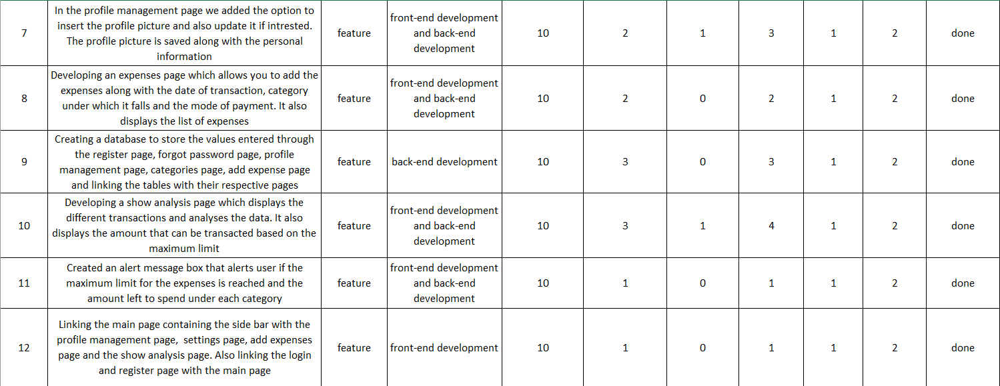 7
In the profile management page we added the option to
insert the profile picture and also update it if intrested.
The profile picture is saved along with the personal
information
feature
front-end development
and back-end
development
10
2
1
3
1
2
done
8
Developing an expenses page which allows you to add the
expenses along with the date of transaction, category
under which it falls and the mode of payment. It also
displays the list of expenses
feature
front-end development
and back-end
development
10
2
0
2
1
2
done
9
Creating a database to store the values entered through
the register page, forgot password page, profile
management page, categories page, add expense page
and linking the tables with their respective pages
feature
back-end development
10
3
0
3
1
2
done
10
Developing a show analysis page which displays the
different transactions and analyses the data. It also
displays the amount that can be transacted based on the
maximum limit
feature
front-end development
and back-end
development
10
3
1
4
1
2
done
11
Created an alert message box that alerts user if the
maximum limit for the expenses is reached and the
amount left to spend under each category
feature
front-end development
and back-end
development
10
1
0
1
1
2
done
12
Linking the main page containing the side bar with the
profile management page,  settings page, add expenses
page and the show analysis page. Also linking the login
and register page with the main page
feature
front-end development
10
1
0
1
1
2
done